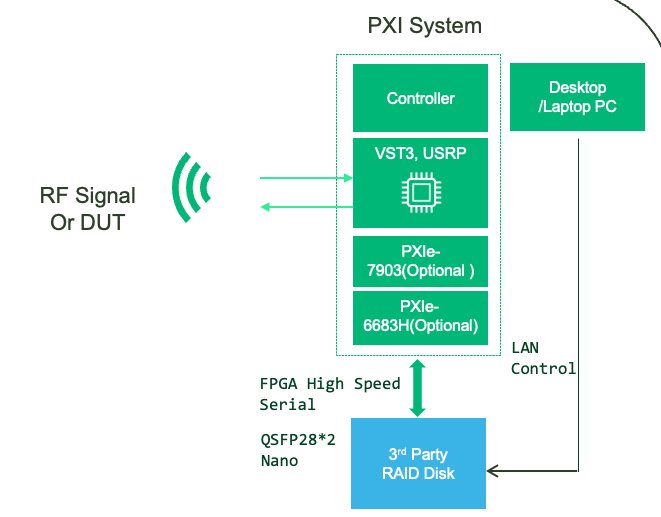 PXI System
Controller
Desktop
/Laptop PC
VST3, USRP
RF Signal
Or DUT
PXIe-
7903(Optional )
PXIe-
6683H(Optional)
LAN
Control
FPGA High Speed
Serial
QSFP28*2
Nano
3rd Party
RAID Disk